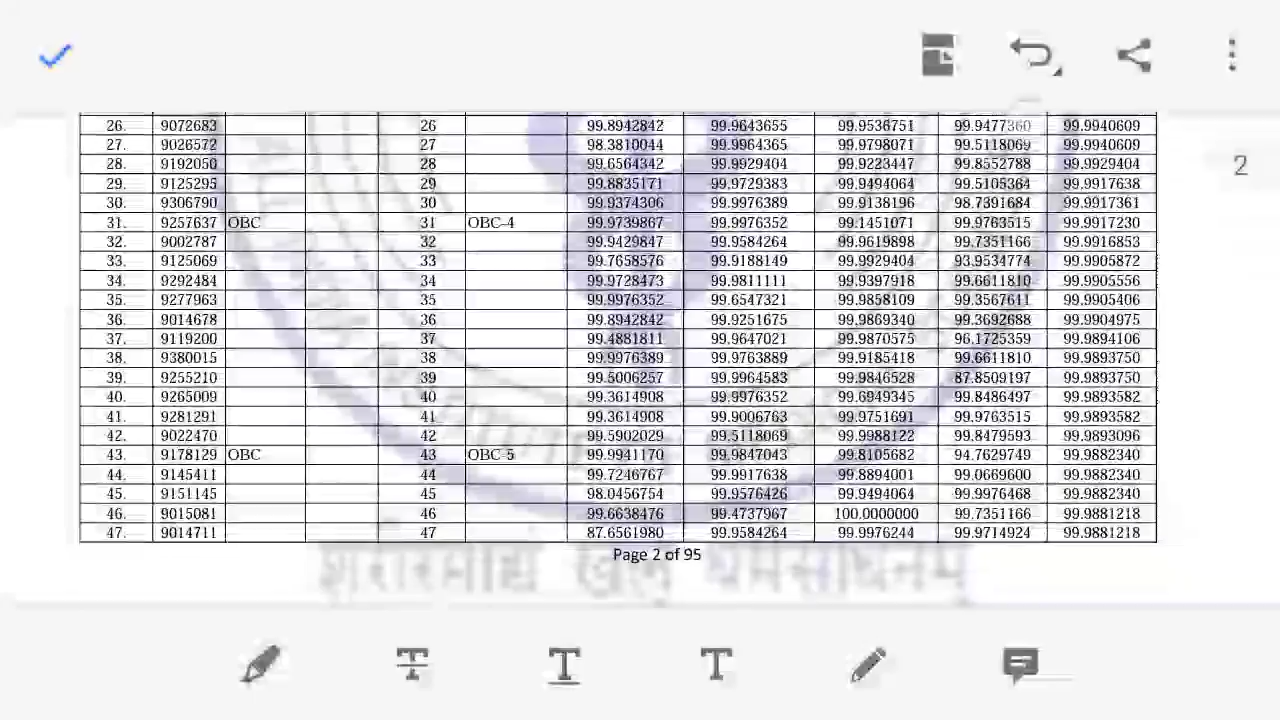 2
26. 9072683 26 99.8942842 99.9643655 99.9536751 99.9477360 99.9940609
27. 9026572 27 98.3810044 99.9964365 99.9798071 99.5118069 99.9940609
28. 9192050 28 99.6564342 99.9929404 99.9223447 99.8552788 99.9929404
29. 9125295 29 99.8835171 99.9729383 99.9494064 99.5105364 99.9917638
30. 9306790 30 99.9374306 99.9976389 99.9138196 98.7391684 99.9917361
31. 9257637 OBC 31 OBC-4 99.9739867 99.9976352 99.1451071 99.9763515 99.9917230
32. 9002787 32 99.9429847 99.9584264 99.9619898 99.7351166 99.9916853
33. 9125069 33 99.7658576 99.9188149 99.9929404 93.9534774 99.9905872
34. 9292484 34 99.9728473 99.9811111 99.9397918 99.6611810 99.9905556
35. 9277963 35 99.9976352 99.6547321 99.9858109 99.3567611 99.9905406
36. 9014678 36 99.8942842 99.9251675 99.9869340 99.3692688 99.9904975
37. 9119200 37 99.4881811 99.9647021 99.9870575 96.1725359 99.9894106
38. 9380015 38 99.9976389 99.9763889 99.9185418 99.6611810 99.9893750
39. 9255210 39 99.5006257 99.9964583 99.9846528 87.8509197 99.9893750
40. 9265009 40 99.3614908 99.9976352 99.6949345 99.8486497 99.9893582
41. 9281291 41 99.3614908 99.9006763 99.9751691 99.9763515 99.9893582
42. 9022470 42 99.5902029 99.5118069 99.9988122 99.8479593 99.9893096
43. 9178129 OBC 43 OBC-5 99.9941170 99.9847043 99.8105682 94.7629749 99.9882340
44. 9145411 44 99.7246767 99.9917638 99.8894001 99.0669600 99.9882340
45. 9151145 45 98.0456754 99.9576426 99.9494064 99.9976468 99.9882340
46. 9015081 46 99.6638476 99.4737967 100.0000000 99.7351166 99.9881218
47. 9014711 47 87.6561980 99.9584264 99.9976244 99.9714924 99.9881218
Page 2 of 95